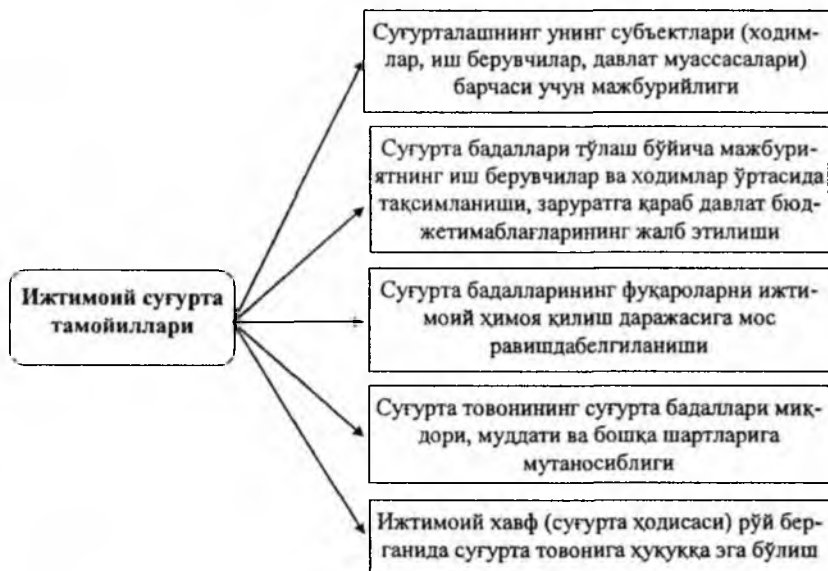 Суғурталашнинг унинг субъектлари (ходим-
лар, иш берувчилар, давлат муассасалари)
барчаси учун мажбурийлиги
Суғурта бадаллари тўлаш бўйича мажбури-
ятнинг иш берувчилар ва ходимлар ўртасида
тақсимланиши, заруратга қараб давлат бюд-
жетимаблағларининг жалб этилиши
Ижтимоий суғурта
тамойиллари
Суғурта бадалларининг фуқароларни ижти-
моий ҳимоя қилиш даражасига мос
равишдабелгиланиши
Суғурта товонининг суғурта бадаллари миқ-
дори, муддати ва бошқа шартларига
мутаносиблиги
Ижтимоий хавф (суғурта ҳодисаси) рўй бер-
ганида суғурта товонига ҳуқуққа эга бўлиш